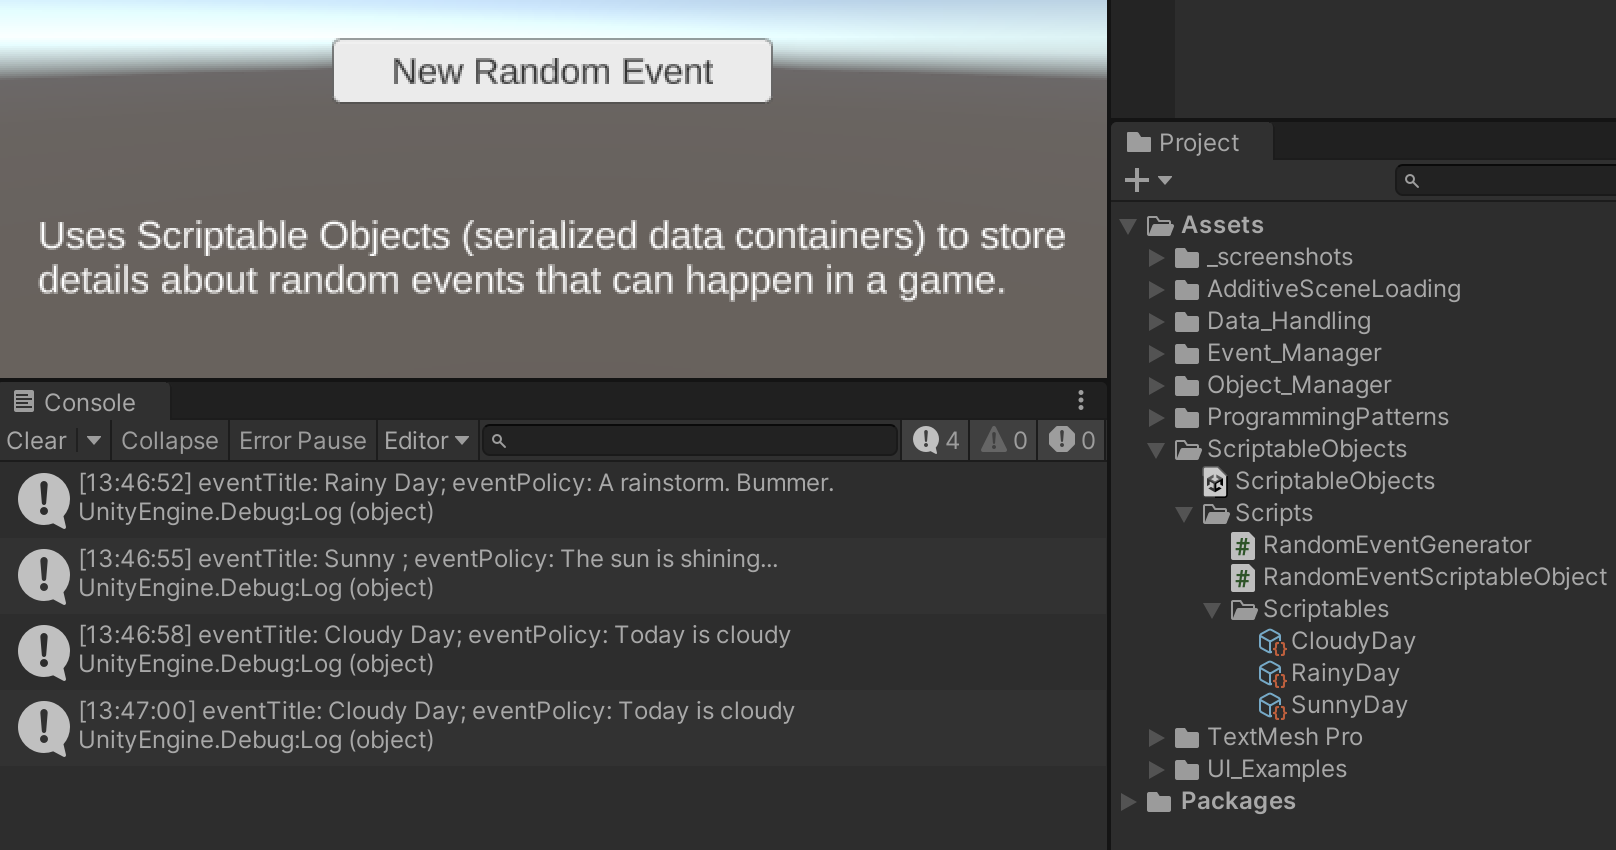 New Random Event
Uses Scriptable Objects (serialized data containers) to store
details about random events that can happen in a game.
Console
Clear Collapse Error Pause Editor 4 0 0
[13:46:52] eventTitle: Rainy Day; eventPolicy: A rainstorm. Bummer.
UnityEngine.Debug:Log (object)
[13:46:55] eventTitle: Sunny ; eventPolicy: The sun is shining...
UnityEngine.Debug:Log (object)
[13:46:58] eventTitle: Cloudy Day; eventPolicy: Today is cloudy
UnityEngine.Debug:Log (object)
[13:47:00] eventTitle: Cloudy Day; eventPolicy: Today is cloudy
UnityEngine.Debug:Log (object)
Project
Assets
_screenshots
AdditiveSceneLoading
Data_Handling
Event_Manager
Object_Manager
ProgrammingPatterns
ScriptableObjects
ScriptableObjects
Scripts
RandomEventGenerator
RandomEventScriptableObject
Scriptables
CloudyDay
RainyDay
SunnyDay
TextMesh Pro
UI_Examples
Packages